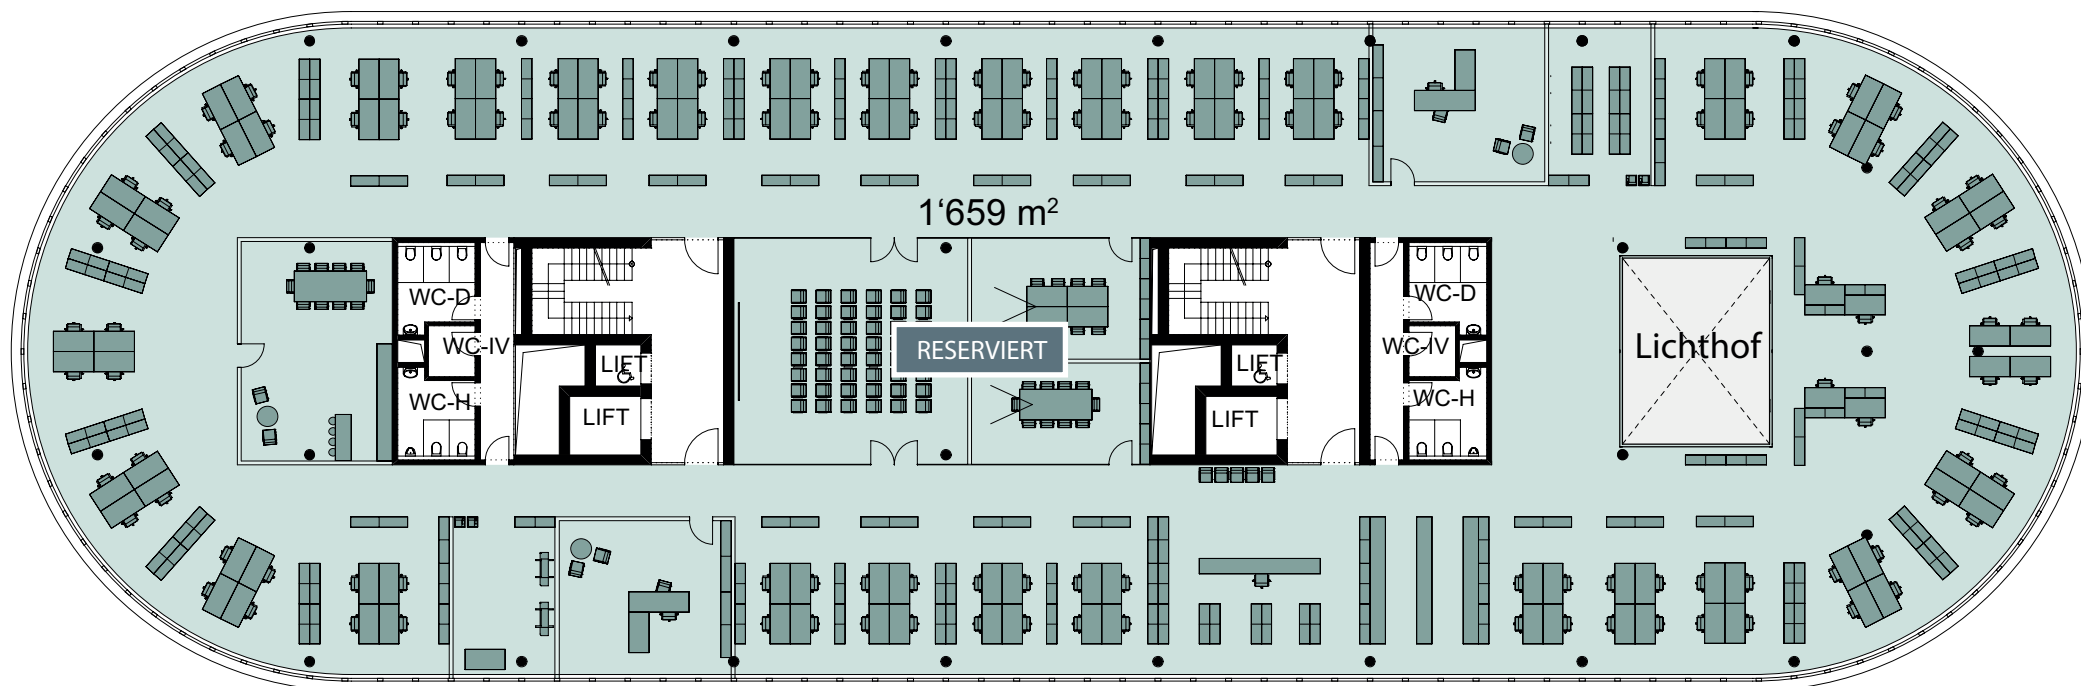 1‘659 m²
WC-D
WC-D
WC-IV
RESERVIERT
WC-IV
Lichthof
LIFT
LIFT
WC-H
WC-H
LIFT
LIFT